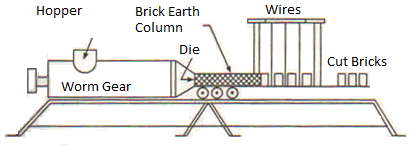 Hopper
Brick Earth
Column
Wires
Die
Cut Bricks
Worm Gear